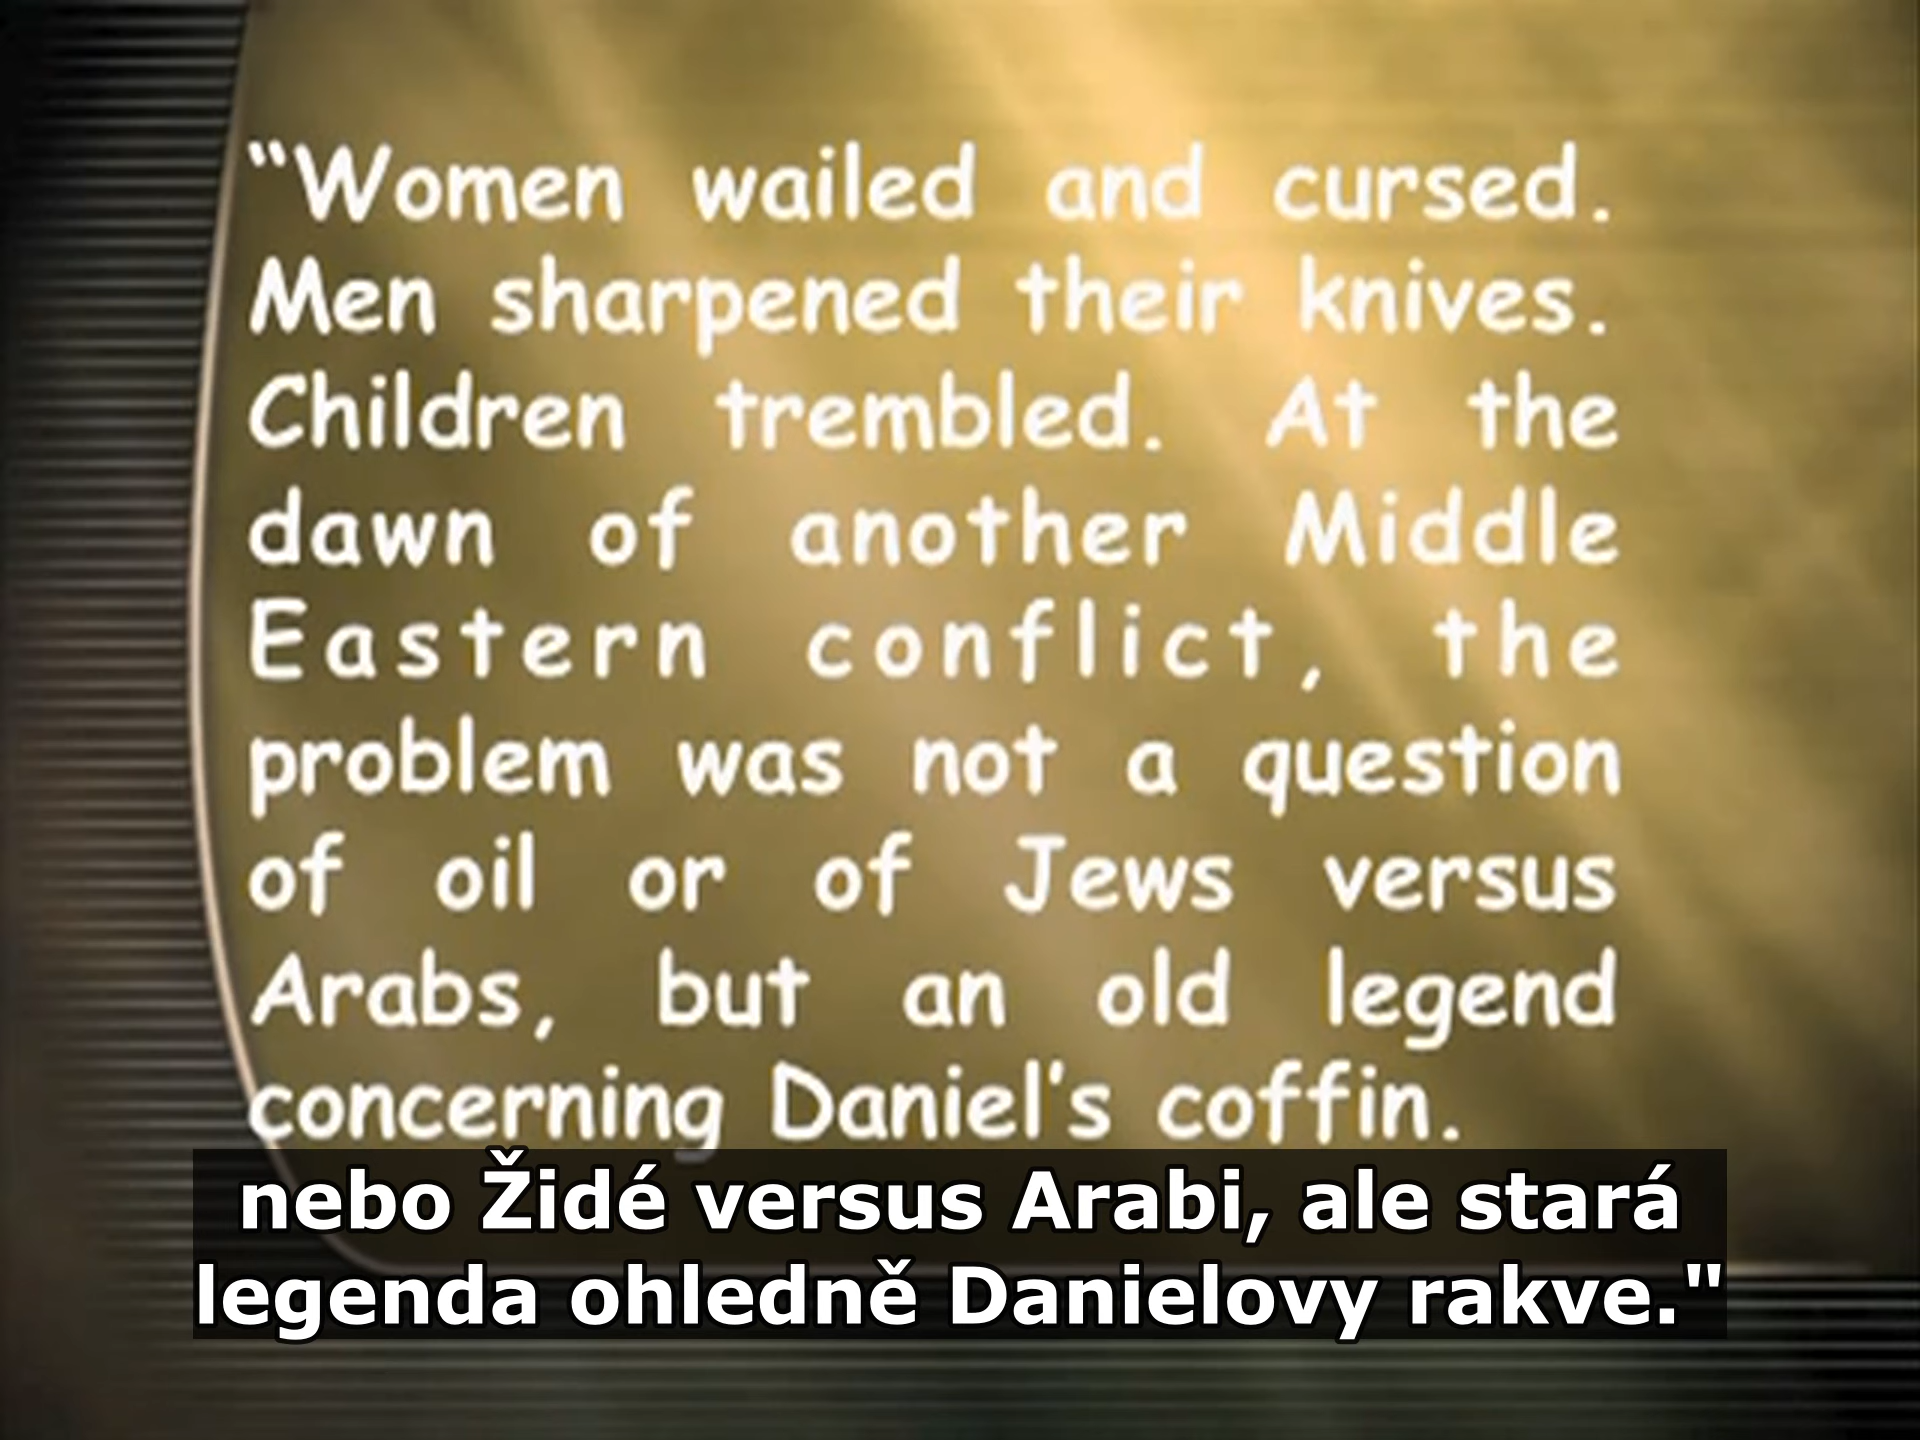 “Women wailed and cursed.
Men sharpened their knives.
Children trembled. At the
dawn of another Middle
Eastern conflict, the
problem was not a question
of oil or of Jews versus
Arabs, but an old legend
concerning Daniel’s coffin.
nebo Židé versus Arabi, ale stará
legenda ohledně Danielovy rakve."